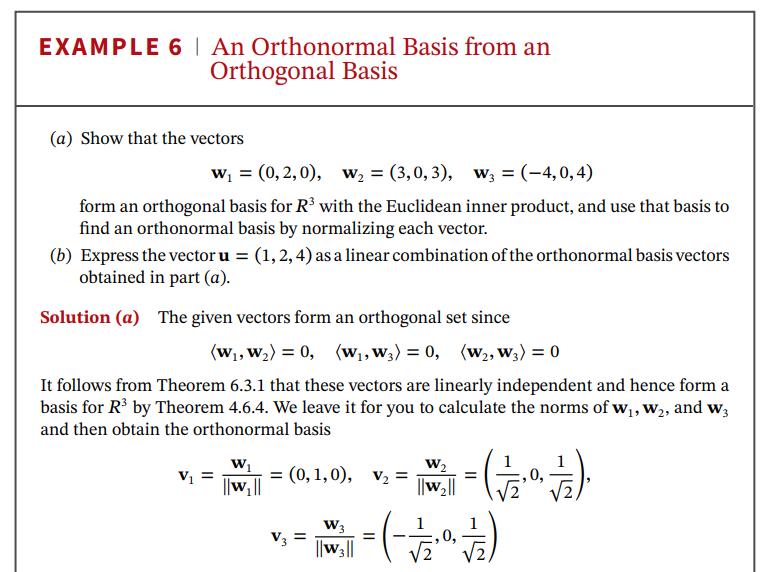 EXAMPLE 6 | An Orthonormal Basis from an
Orthogonal Basis
(a) Show that the vectors
w₁ = (0, 2, 0), w₂ = (3, 0, 3), w₃ = (−4, 0, 4)
form an orthogonal basis for R³ with the Euclidean inner product, and use that basis to
find an orthonormal basis by normalizing each vector.
(b) Express the vector u = (1, 2, 4) as a linear combination of the orthonormal basis vectors
obtained in part (a).
Solution (a) The given vectors form an orthogonal set since
⟨w₁, w₂⟩ = 0, ⟨w₁, w₃⟩ = 0, ⟨w₂, w₃⟩ = 0
It follows from Theorem 6.3.1 that these vectors are linearly independent and hence form a
basis for R³ by Theorem 4.6.4. We leave it for you to calculate the norms of w₁, w₂, and w₃
and then obtain the orthonormal basis
v₁ = w₁/||w₁|| = (0, 1, 0), v₂ = w₂/||w₂|| = (1/√2, 0, 1/√2),
v₃ = w₃/||w₃|| = (−1/√2, 0, 1/√2)